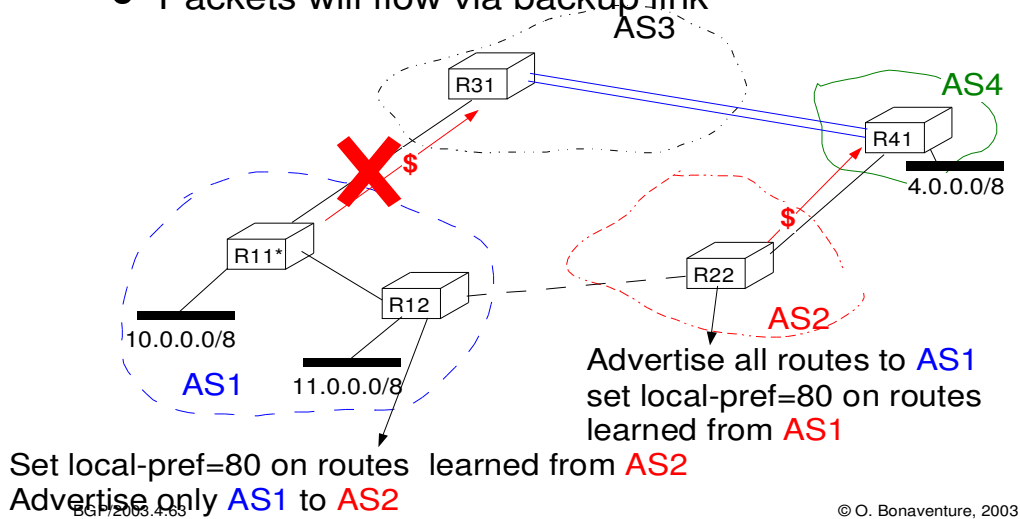 ● Packets will flow via backup link
AS3
R31
AS4
R41
$
4.0.0.0/8
$
R11*
R22
R12
10.0.0.0/8
AS2
AS1
11.0.0.0/8
Advertise all routes to AS1
set local-pref=80 on routes
learned from AS1
Set local-pref=80 on routes learned from AS2
Advertise only AS1 to AS2
BGP/2003.4.63
© O. Bonaventure, 2003